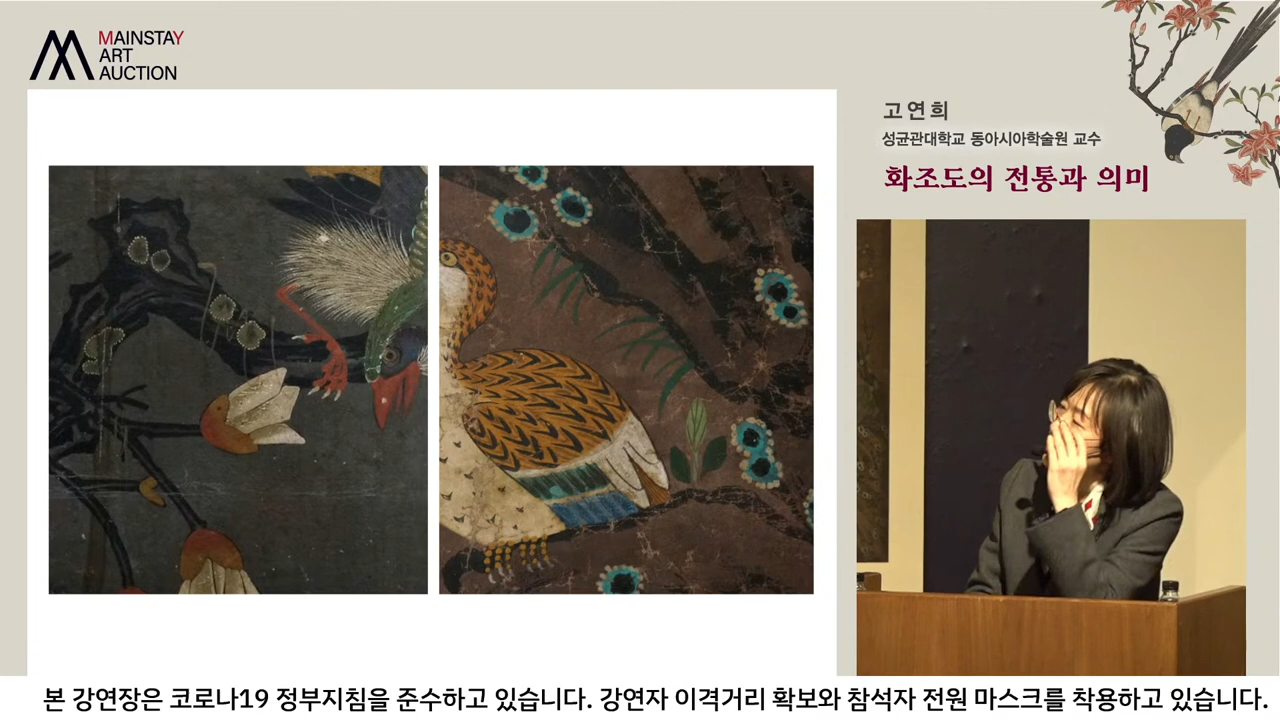 MAINSTAY
ART
AUCTION
고연희
성균관대학교 동아시아학술원 교수
화조도의 전통과 의미
본 강연장은 코로나19 정부지침을 준수하고 있습니다. 강연자 이격거리 확보와 참석자 전원 마스크를 착용하고 있습니다.